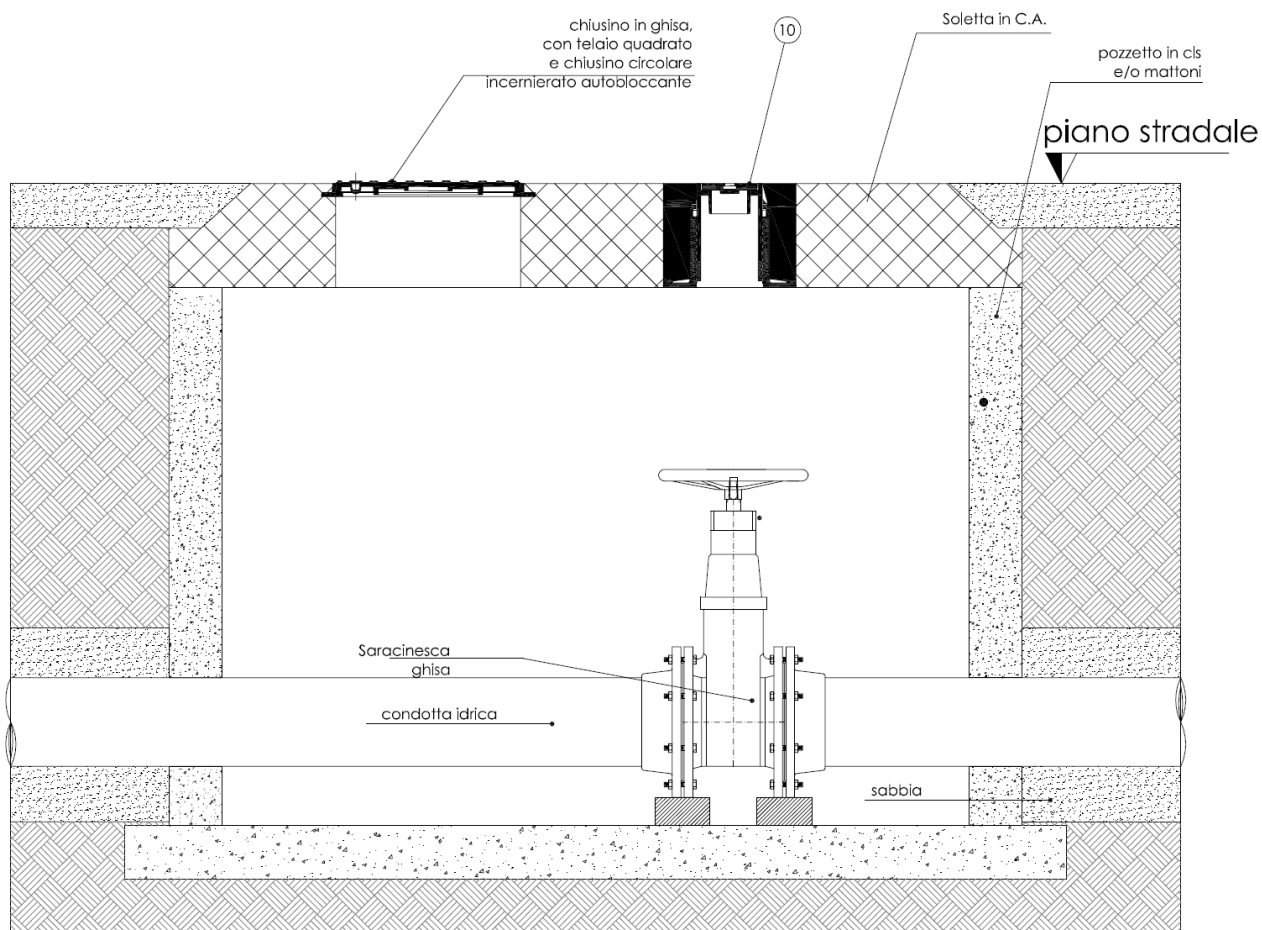 chiusino in ghisa,
con telaio quadrato
e chiusino circolare
incernierato autobloccante
10
Soletta in C.A.
pozzetto in cls
e/o mattoni
piano stradale
Saracinesca
ghisa
condotta idrica
sabbia